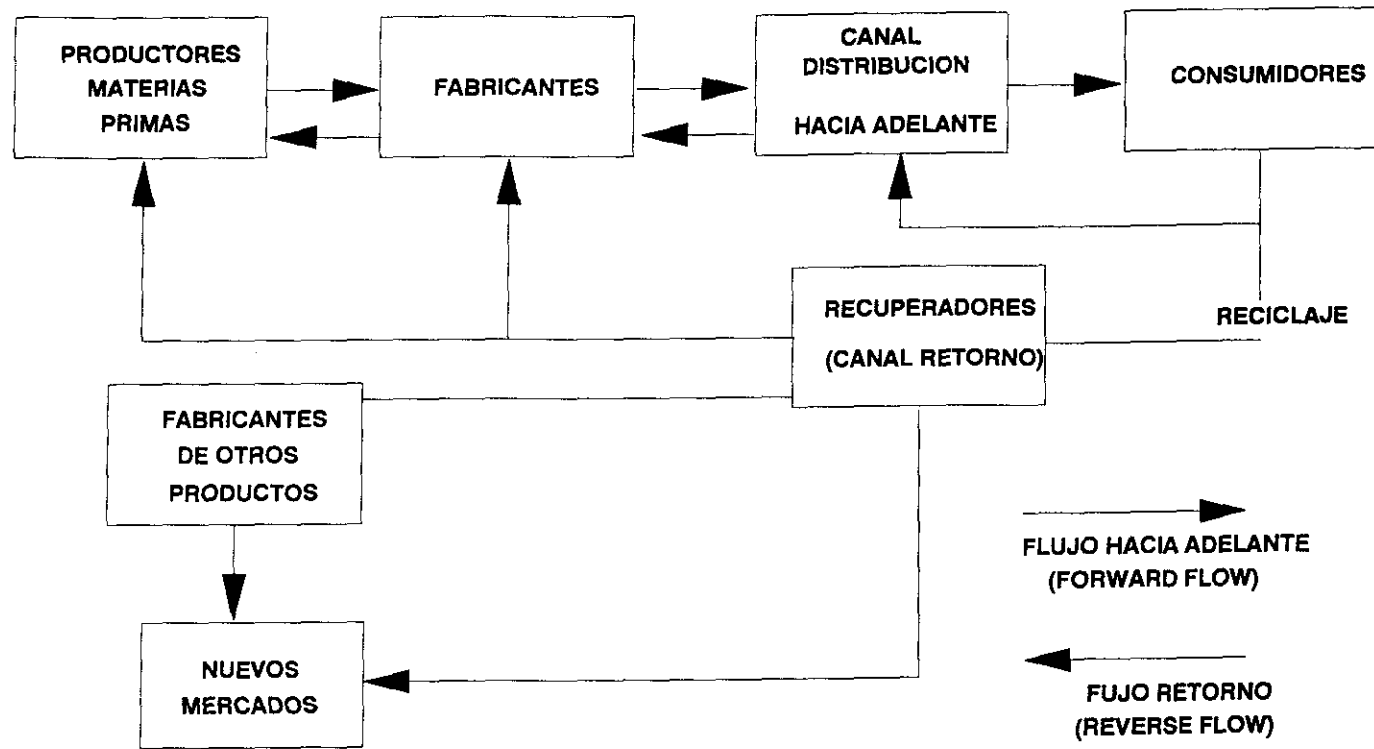 PRODUCTORES
MATERIAS
PRIMAS
FABRICANTES
CANAL
DISTRIBUCION
HACIA ADELANTE
CONSUMIDORES
RECUPERADORES
(CANAL RETORNO)
RECICLAJE
FABRICANTES
DE OTROS
PRODUCTOS
NUEVOS
MERCADOS
FLUJO HACIA ADELANTE
(FORWARD FLOW)
FUJO RETORNO
(REVERSE FLOW)